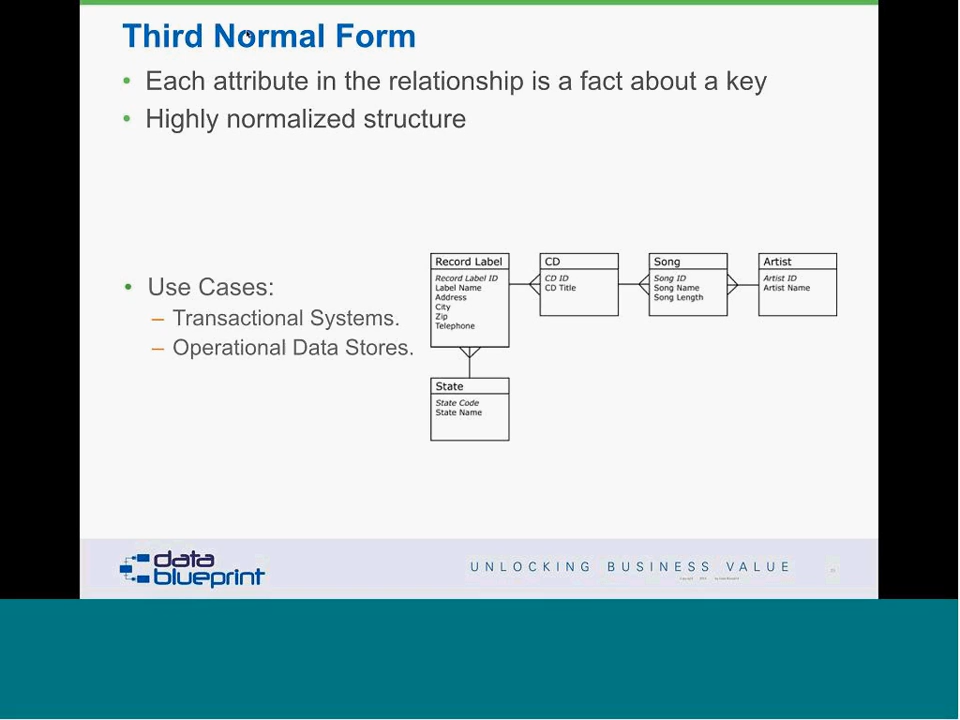 Third Normal Form
• Each attribute in the relationship is a fact about a key
• Highly normalized structure
• Use Cases:
– Transactional Systems.
– Operational Data Stores.
Record Label
Record Label ID
Label Name
Address
City
Zip
Telephone
CD
CD ID
CD Title
Song
Song ID
Song Name
Song Length
Artist
Artist ID
Artist Name
State
State Code
State Name
data
blueprint
UNLOCKING BUSINESS VALUE